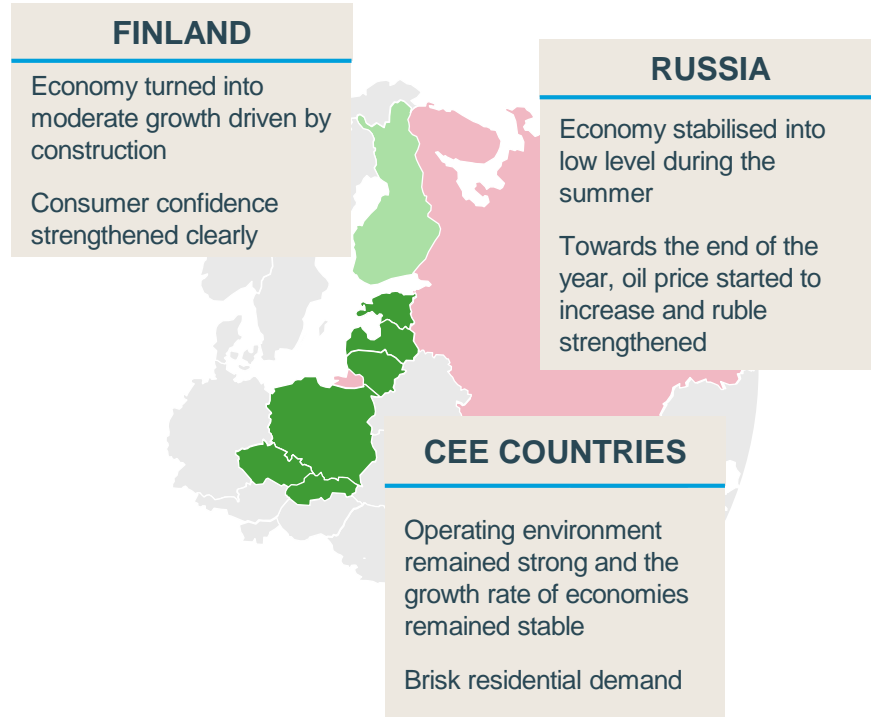 FINLAND
Economy turned into
moderate growth driven by
construction
Consumer confidence
strengthened clearly
RUSSIA
Economy stabilised into
low level during the
summer
Towards the end of the
year, oil price started to
increase and ruble
strengthened
CEE COUNTRIES
Operating environment
remained strong and the
growth rate of economies
remained stable
Brisk residential demand